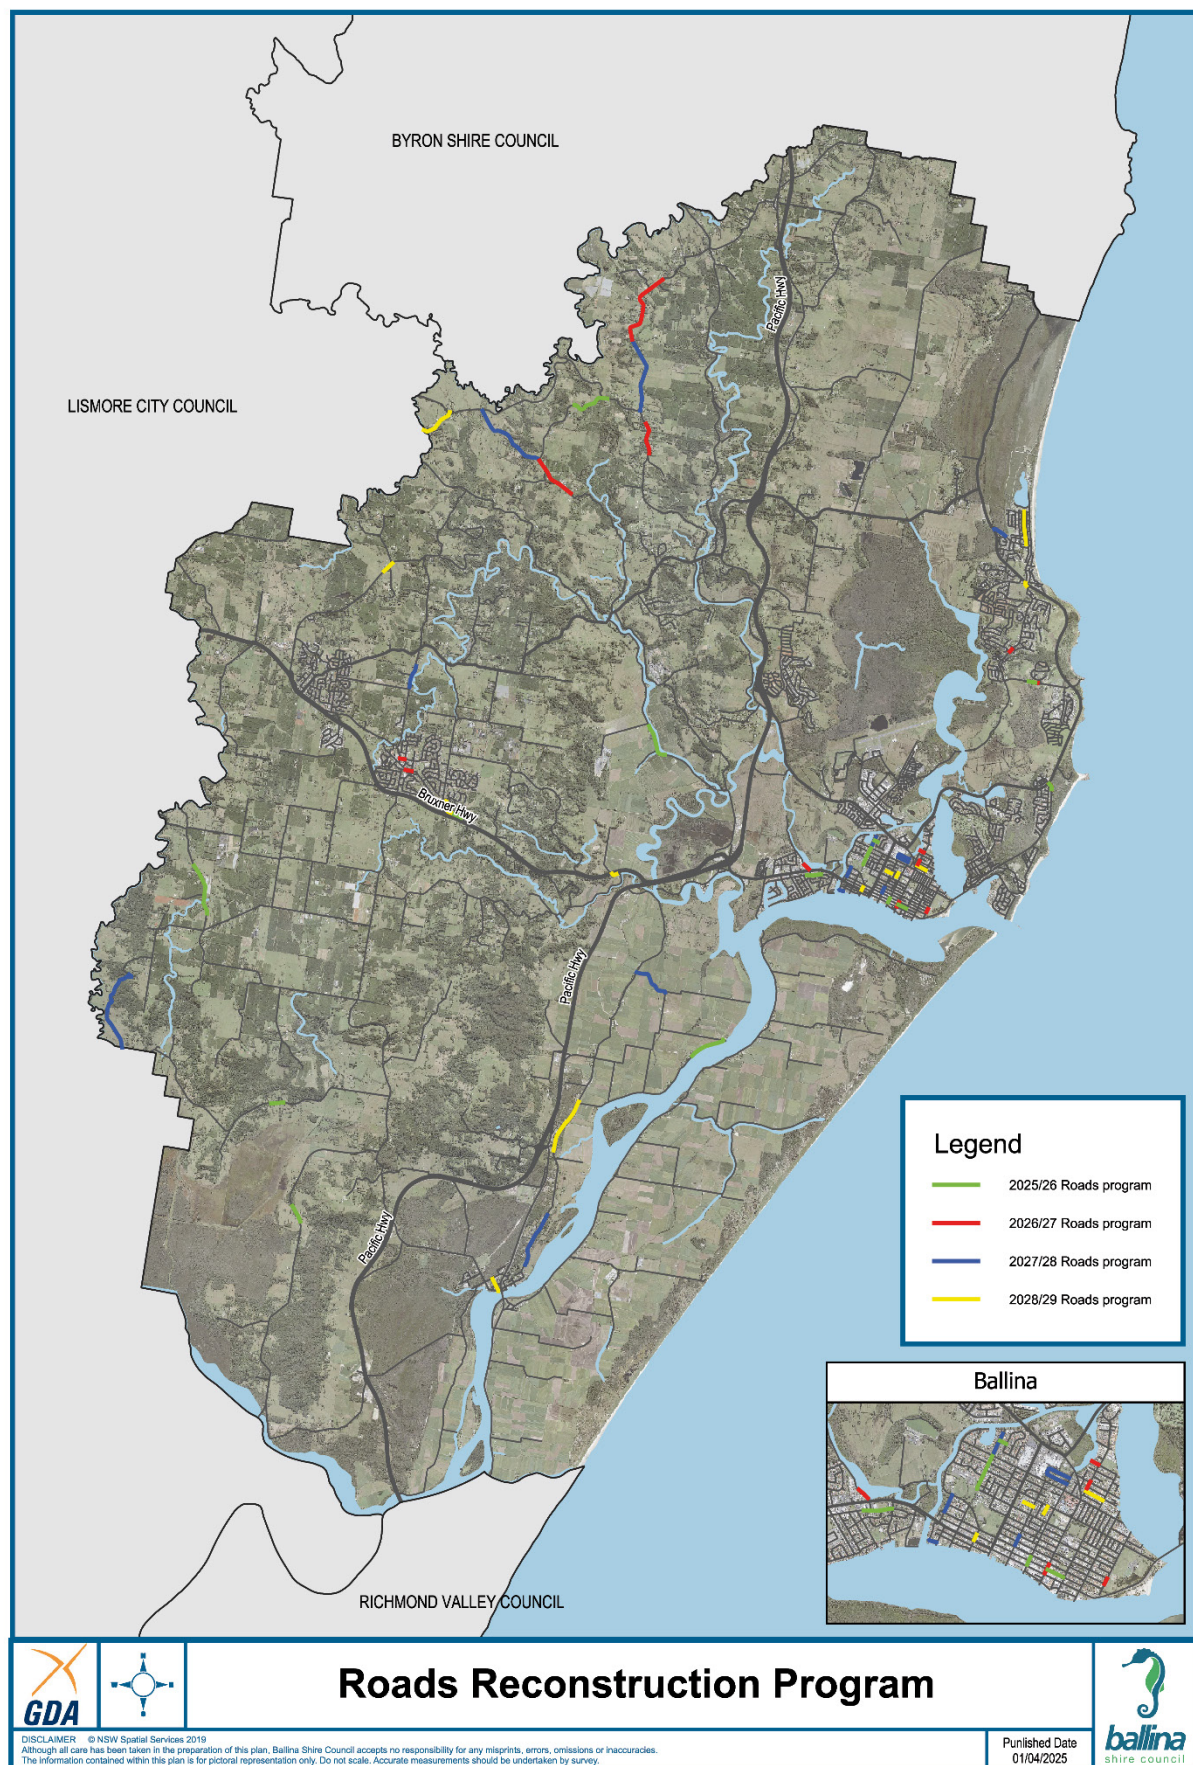 BYRON SHIRE COUNCIL
Pacific Hwy
LISMORE CITY COUNCIL
Bruxner Hwy
Pacific Hwy
Pacific Hwy
Legend
2025/26 Roads program
2026/27 Roads program
2027/28 Roads program
2028/29 Roads program
Ballina
RICHMOND VALLEY COUNCIL
GDA
Roads Reconstruction Program
DISCLAIMER © NSW Spatial Services 2019
Although all care has been taken in the preparation of this plan, Ballina Shire Council accepts no responsibility for any misprints, errors, omissions or inaccuracies.
The information contained within this plan is for pictoral representation only. Do not scale. Accurate measurements should be undertaken by survey.
Punlished Date
01/04/2025
ballina
shire council